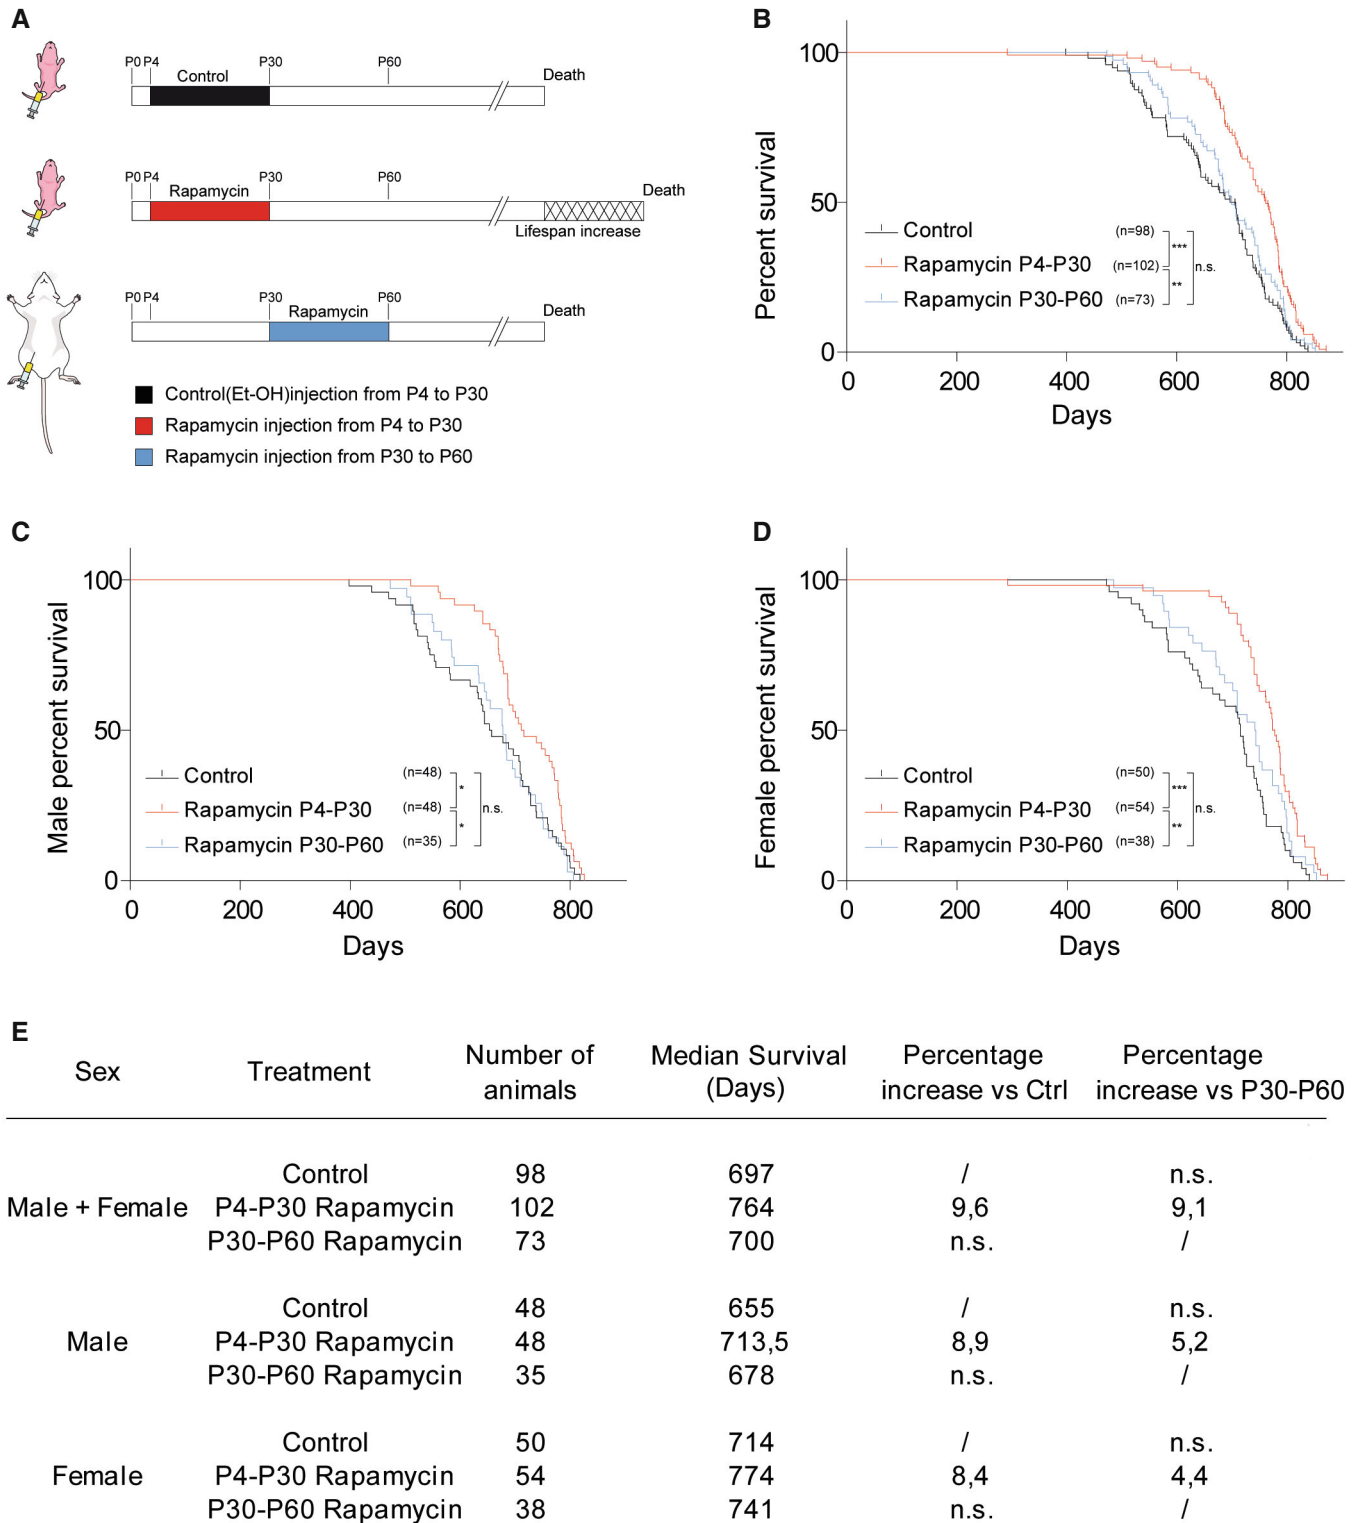 A
P0 P4 P30 P60
Control
Death
P0 P4 P30 P60
Rapamycin
Death
Lifespan increase
P0 P4 P30 P60
Rapamycin
Death
Control(Et-OH)injection from P4 to P30
Rapamycin injection from P4 to P30
Rapamycin injection from P30 to P60
B
Percent survival
100
50
0
Control (n=98)
Rapamycin P4-P30 (n=102)
Rapamycin P30-P60 (n=73)
***
**
n.s.
0 200 400 600 800
Days
C
Male percent survival
100
50
0
Control (n=48)
Rapamycin P4-P30 (n=48)
Rapamycin P30-P60 (n=35)
*
*
n.s.
0 200 400 600 800
Days
D
Female percent survival
100
50
0
Control (n=50)
Rapamycin P4-P30 (n=54)
Rapamycin P30-P60 (n=38)
***
**
n.s.
0 200 400 600 800
Days
E
Sex Treatment Number of animals Median Survival (Days) Percentage increase vs Ctrl Percentage increase vs P30-P60
Control 98 697 / n.s.
Male + Female P4-P30 Rapamycin 102 764 9,6 9,1
P30-P60 Rapamycin 73 700 n.s. /
Control 48 655 / n.s.
Male P4-P30 Rapamycin 48 713,5 8,9 5,2
P30-P60 Rapamycin 35 678 n.s. /
Control 50 714 / n.s.
Female P4-P30 Rapamycin 54 774 8,4 4,4
P30-P60 Rapamycin 38 741 n.s. /